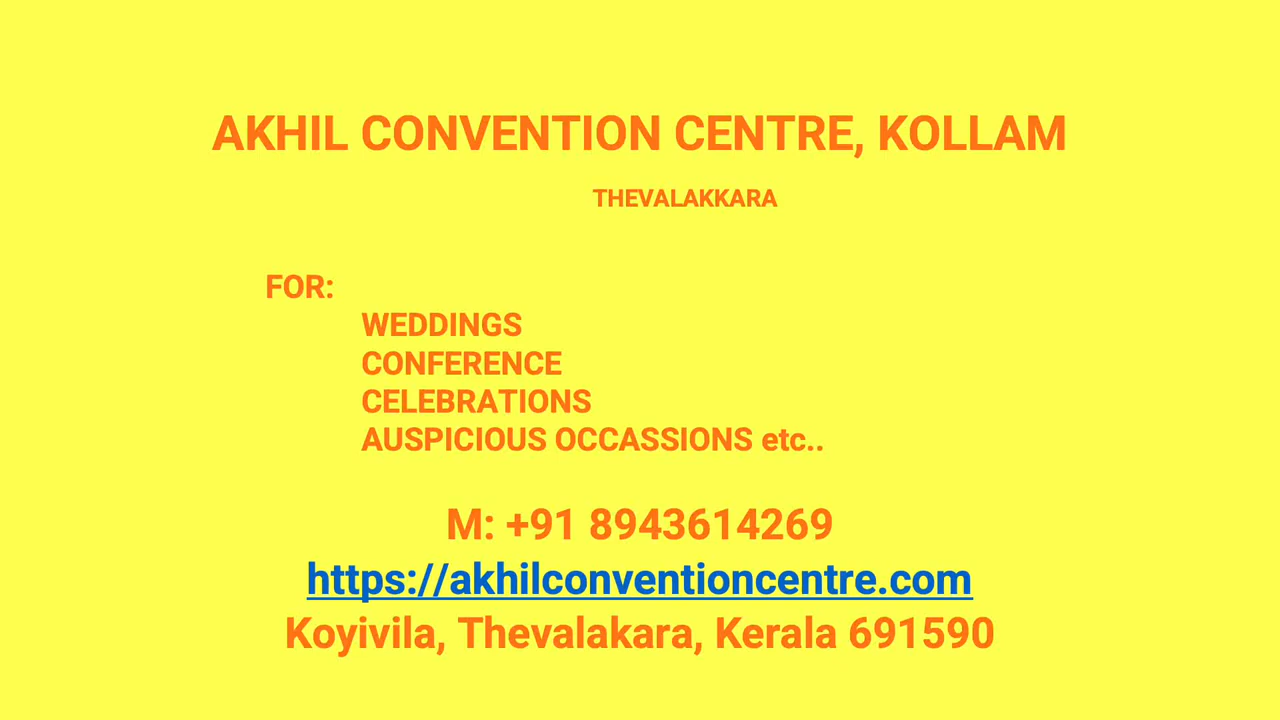 AKHIL CONVENTION CENTRE, KOLLAM
THEVALAKKARA
FOR:
WEDDINGS
CONFERENCE
CELEBRATIONS
AUSPICIOUS OCCASSIONS etc..
M: +91 8943614269
https://akhilconventioncentre.com
Koyivila, Thevalakara, Kerala 691590